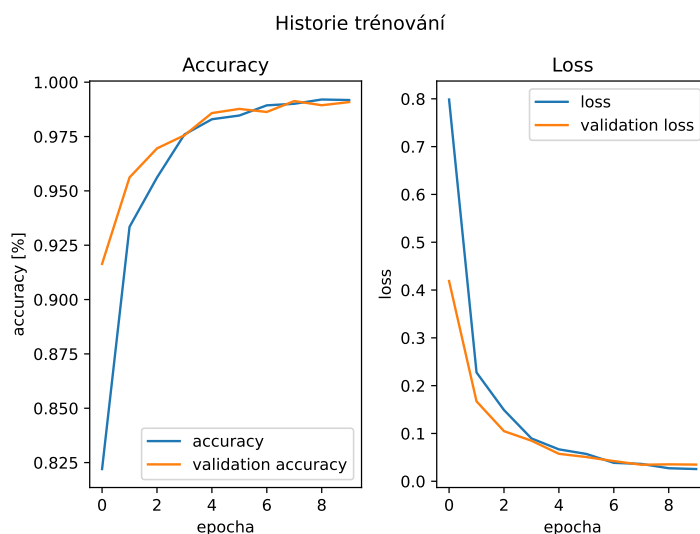 Historie trénování
Accuracy
accuracy [%]
1.000
0.975
0.950
0.925
0.900
0.875
0.850
0.825
0 2 4 6 8
epocha
accuracy
validation accuracy
Loss
loss
0.8
0.7
0.6
0.5
0.4
0.3
0.2
0.1
0.0
0 2 4 6 8
epocha
loss
validation loss